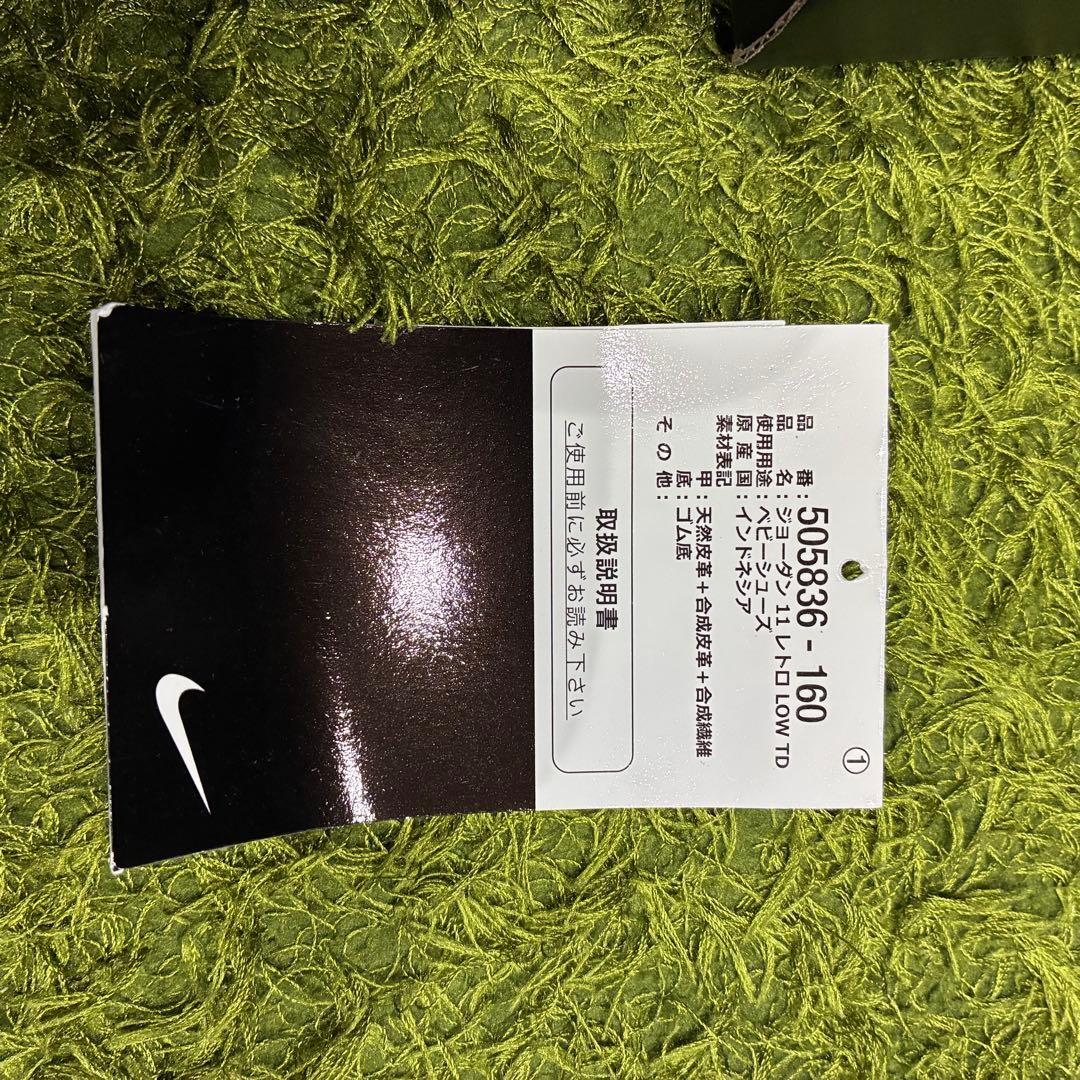 ①
品番：505836 - 160
品名：ジョーダン 11 レトロ LOW TD
使用用途：ベビーシューズ
原産国：インドネシア
素材表記 甲：天然皮革＋合成皮革＋合成繊維
底：ゴム底
その他：
取扱説明書
ご使用前に必ずお読み下さい